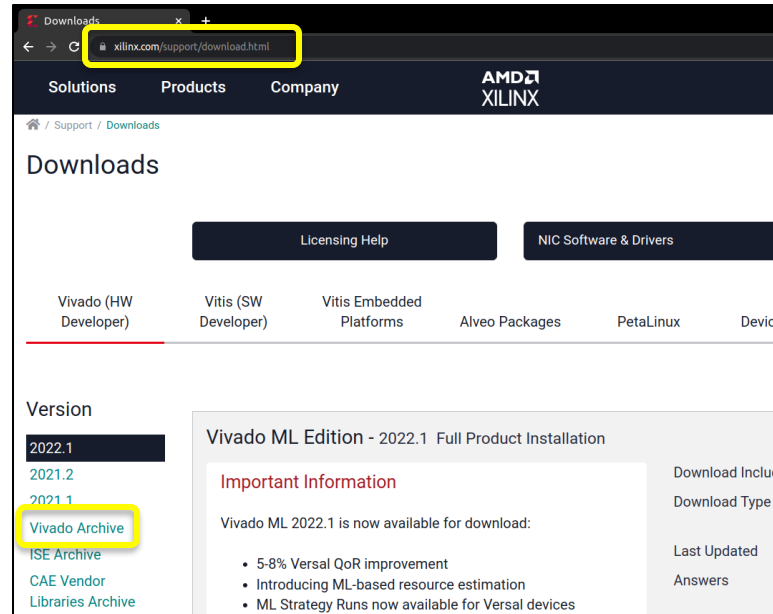 Downloads × +
xilinx.com/support/download.html
Solutions Products Company AMD XILINX
/ Support / Downloads
Downloads
Licensing Help NIC Software & Drivers
Vivado (HW Developer) Vitis (SW Developer) Vitis Embedded Platforms Alveo Packages PetaLinux
Version
2022.1
2021.2
2021.1
Vivado Archive
ISE Archive
CAE Vendor
Libraries Archive
Vivado ML Edition - 2022.1 Full Product Installation
Important Information
Vivado ML 2022.1 is now available for download:
• 5-8% Versal QoR improvement
• Introducing ML-based resource estimation
• ML Strategy Runs now available for Versal devices
Download
Download Type
Last Updated
Answers